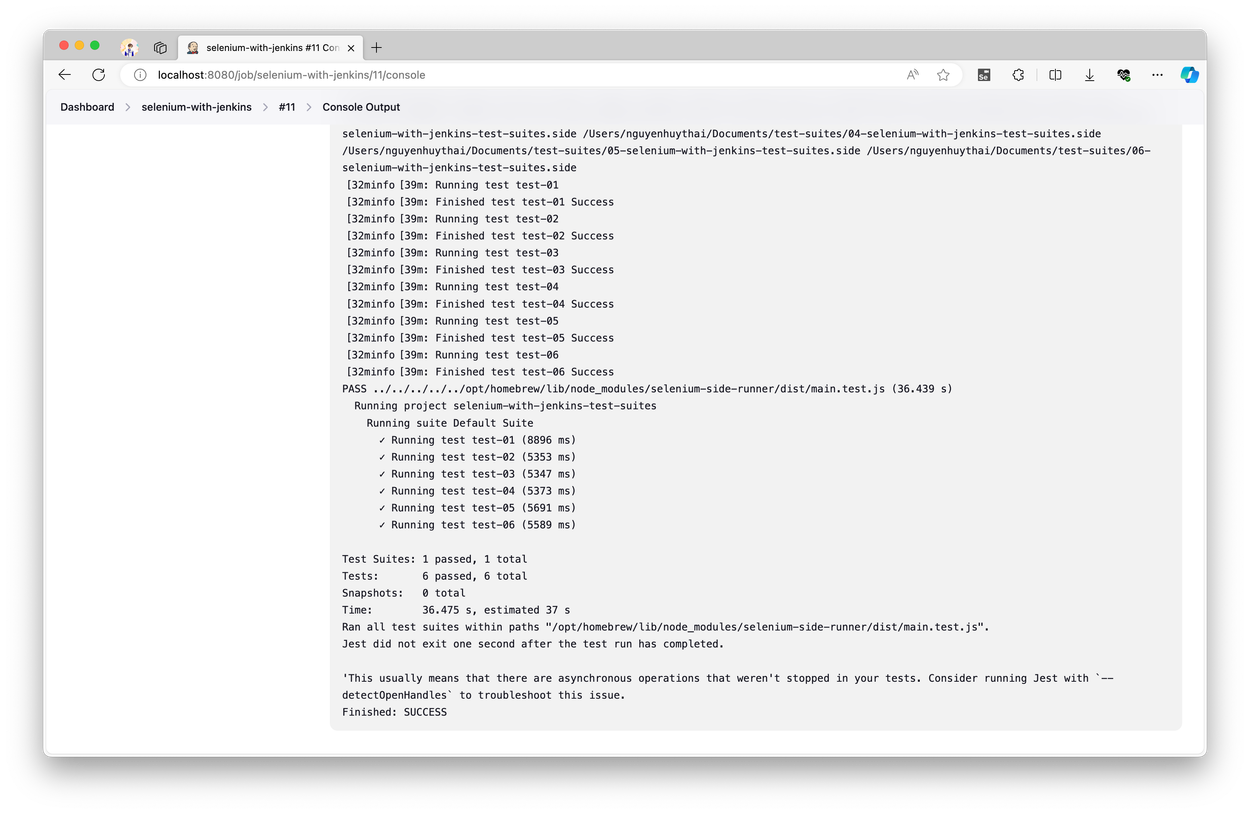 selenium-with-jenkins #11 Con
localhost:8080/job/selenium-with-jenkins/11/console
Dashboard > selenium-with-jenkins > #11 > Console Output
selenium-with-jenkins-test-suites.side /Users/nguyenhuythai/Documents/test-suites/04-selenium-with-jenkins-test-suites.side
/Users/nguyenhuythai/Documents/test-suites/05-selenium-with-jenkins-test-suites.side /Users/nguyenhuythai/Documents/test-suites/06-
selenium-with-jenkins-test-suites.side
[32minfo [39m: Running test test-01
[32minfo [39m: Finished test test-01 Success
[32minfo [39m: Running test test-02
[32minfo [39m: Finished test test-02 Success
[32minfo [39m: Running test test-03
[32minfo [39m: Finished test test-03 Success
[32minfo [39m: Running test test-04
[32minfo [39m: Finished test test-04 Success
[32minfo [39m: Running test test-05
[32minfo [39m: Finished test test-05 Success
[32minfo [39m: Running test test-06
[32minfo [39m: Finished test test-06 Success
PASS ../../../../../opt/homebrew/lib/node_modules/selenium-side-runner/dist/main.test.js (36.439 s)
Running project selenium-with-jenkins-test-suites
Running suite Default Suite
✓ Running test test-01 (8896 ms)
✓ Running test test-02 (5353 ms)
✓ Running test test-03 (5347 ms)
✓ Running test test-04 (5373 ms)
✓ Running test test-05 (5691 ms)
✓ Running test test-06 (5589 ms)
Test Suites: 1 passed, 1 total
Tests: 6 passed, 6 total
Snapshots: 0 total
Time: 36.475 s, estimated 37 s
Ran all test suites within paths "/opt/homebrew/lib/node_modules/selenium-side-runner/dist/main.test.js".
Jest did not exit one second after the test run has completed.
'This usually means that there are asynchronous operations that weren't stopped in your tests. Consider running Jest with `--
detectOpenHandles` to troubleshoot this issue.
Finished: SUCCESS